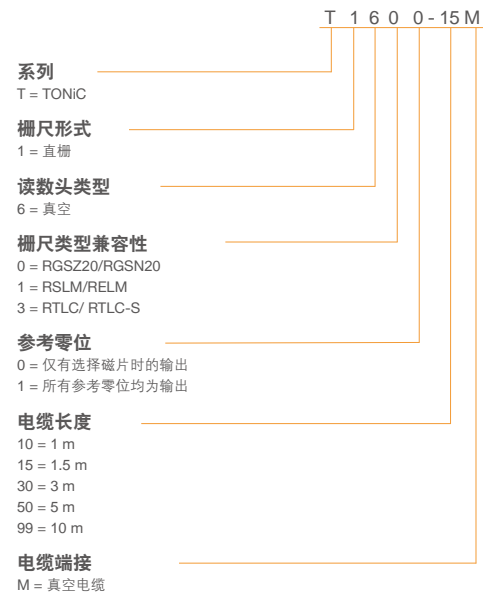 T 1 6 0 0 - 15 M
系列
T = TONiC
栅尺形式
1 = 直栅
读数头类型
6 = 真空
栅尺类型兼容性
0 = RGSZ20/RGSN20
1 = RSLM/RELM
3 = RTLC/ RTLC-S
参考零位
0 = 仅有选择磁片时的输出
1 = 所有参考零位均为输出
电缆长度
10 = 1 m
15 = 1.5 m
30 = 3 m
50 = 5 m
99 = 10 m
电缆端接
M = 真空电缆